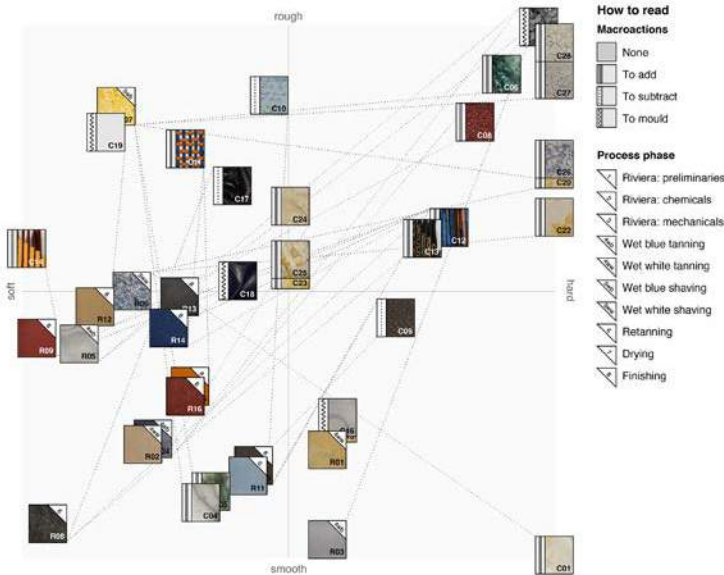 rough
How to read
Macroactions
None
To add
To subtract
To mould
Process phase
Riviera: preliminaries
Riviera: chemicals
Riviera: mechanicals
Wet blue tanning
Wet white tanning
Wet blue shaving
Wet white shaving
Retanning
Drying
Finishing
C28
C27
C06
C10
C08
C19
C17
C26
C20
C24
C22
C12
C25
C23
C18
soft
hard
R12
R14
R09
R05
C09
R16
R02
R01
R11
C04
R08
R03
C01
smooth